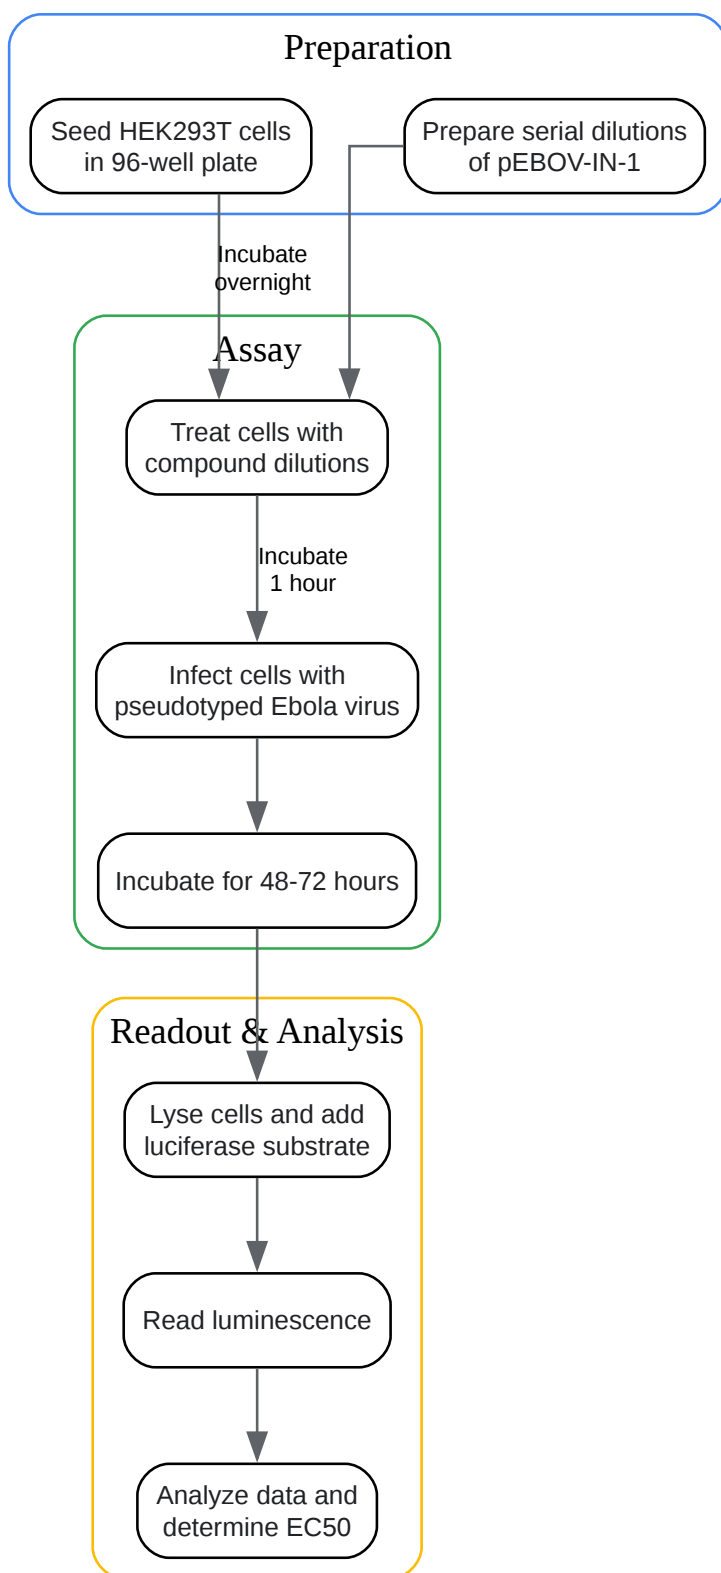 Preparation
Seed HEK293T cells
in 96-well plate
Prepare serial dilutions
of pEBOV-IN-1
Incubate
overnight
Assay
Treat cells with
compound dilutions
Incubate
1 hour
Infect cells with
pseudotyped Ebola virus
Incubate for 48-72 hours
Readout & Analysis
Lyse cells and add
luciferase substrate
Read luminescence
Analyze data and
determine EC50